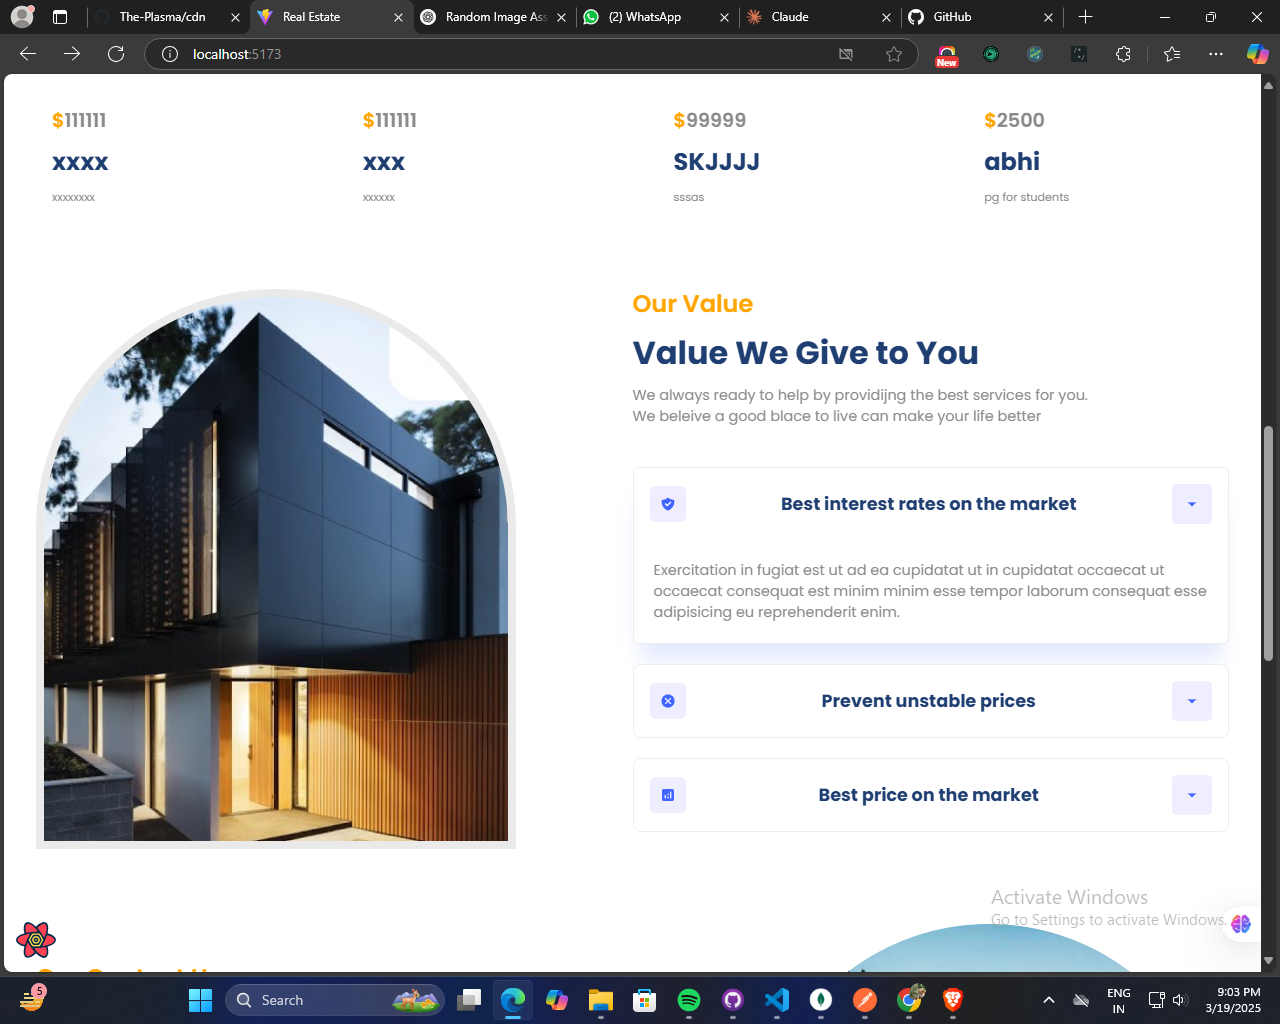 The-Plasma/cdn
Real Estate
Random Image Ass
(2) WhatsApp
Claude
GitHub
localhost:5173
New
$111111
$111111
$99999
$2500
xxxx
xxx
SKJJJJ
abhi
xxxxxxxx
xxxxxx
sssas
pg for students
Our Value
Value We Give to You
We always ready to help by providijng the best services for you.
We beleive a good blace to live can make your life better
Best interest rates on the market
Exercitation in fugiat est ut ad ea cupidatat ut in cupidatat occaecat ut
occaecat consequat est minim minim esse tempor laborum consequat esse
adipisicing eu reprehenderit enim.
Prevent unstable prices
Best price on the market
Activate Windows
Go to Settings to activate Windows.
5
Search
ENG
IN
9:03 PM
3/19/2025